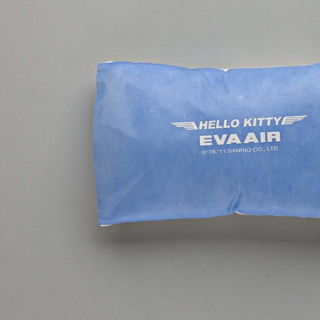 HELLO KITTY
EVA AIR
© '76, '11 SANRIO CO., LTD.